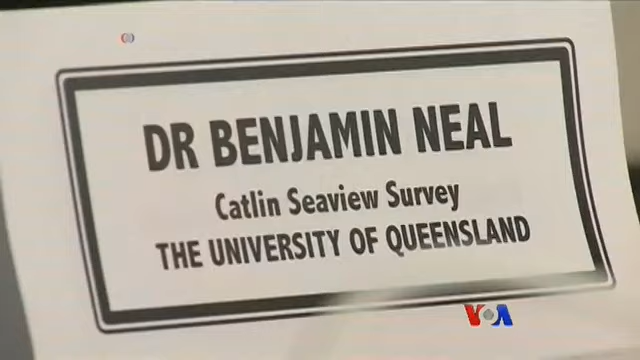 DR BENJAMIN NEAL
Catlin Seaview Survey
THE UNIVERSITY OF QUEENSLAND
VOA